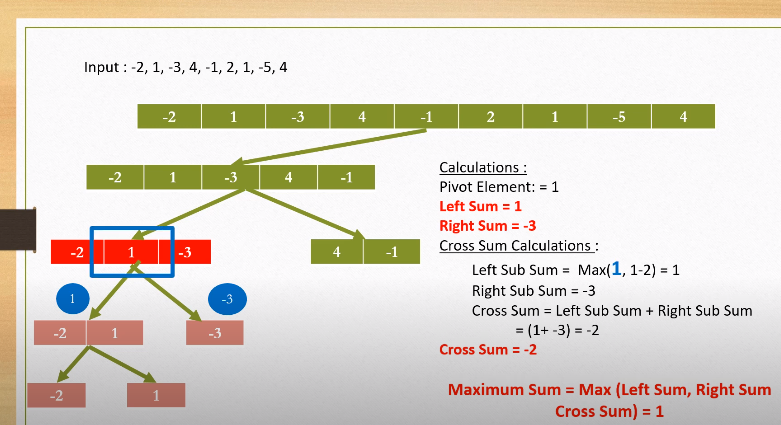 Input : -2, 1, -3, 4, -1, 2, 1, -5, 4
-2 1 -3 4 -1 2 1 -5 4
-2 1 -3 4 -1
-2 1 -3
4 -1
1
-3
-2 1
-3
-2
1
Calculations :
Pivot Element: = 1
Left Sum = 1
Right Sum = -3
Cross Sum Calculations :
Left Sub Sum = Max(1, 1-2) = 1
Right Sub Sum = -3
Cross Sum = Left Sub Sum + Right Sub Sum
= (1+ -3) = -2
Cross Sum = -2
Maximum Sum = Max (Left Sum, Right Sum
Cross Sum) = 1